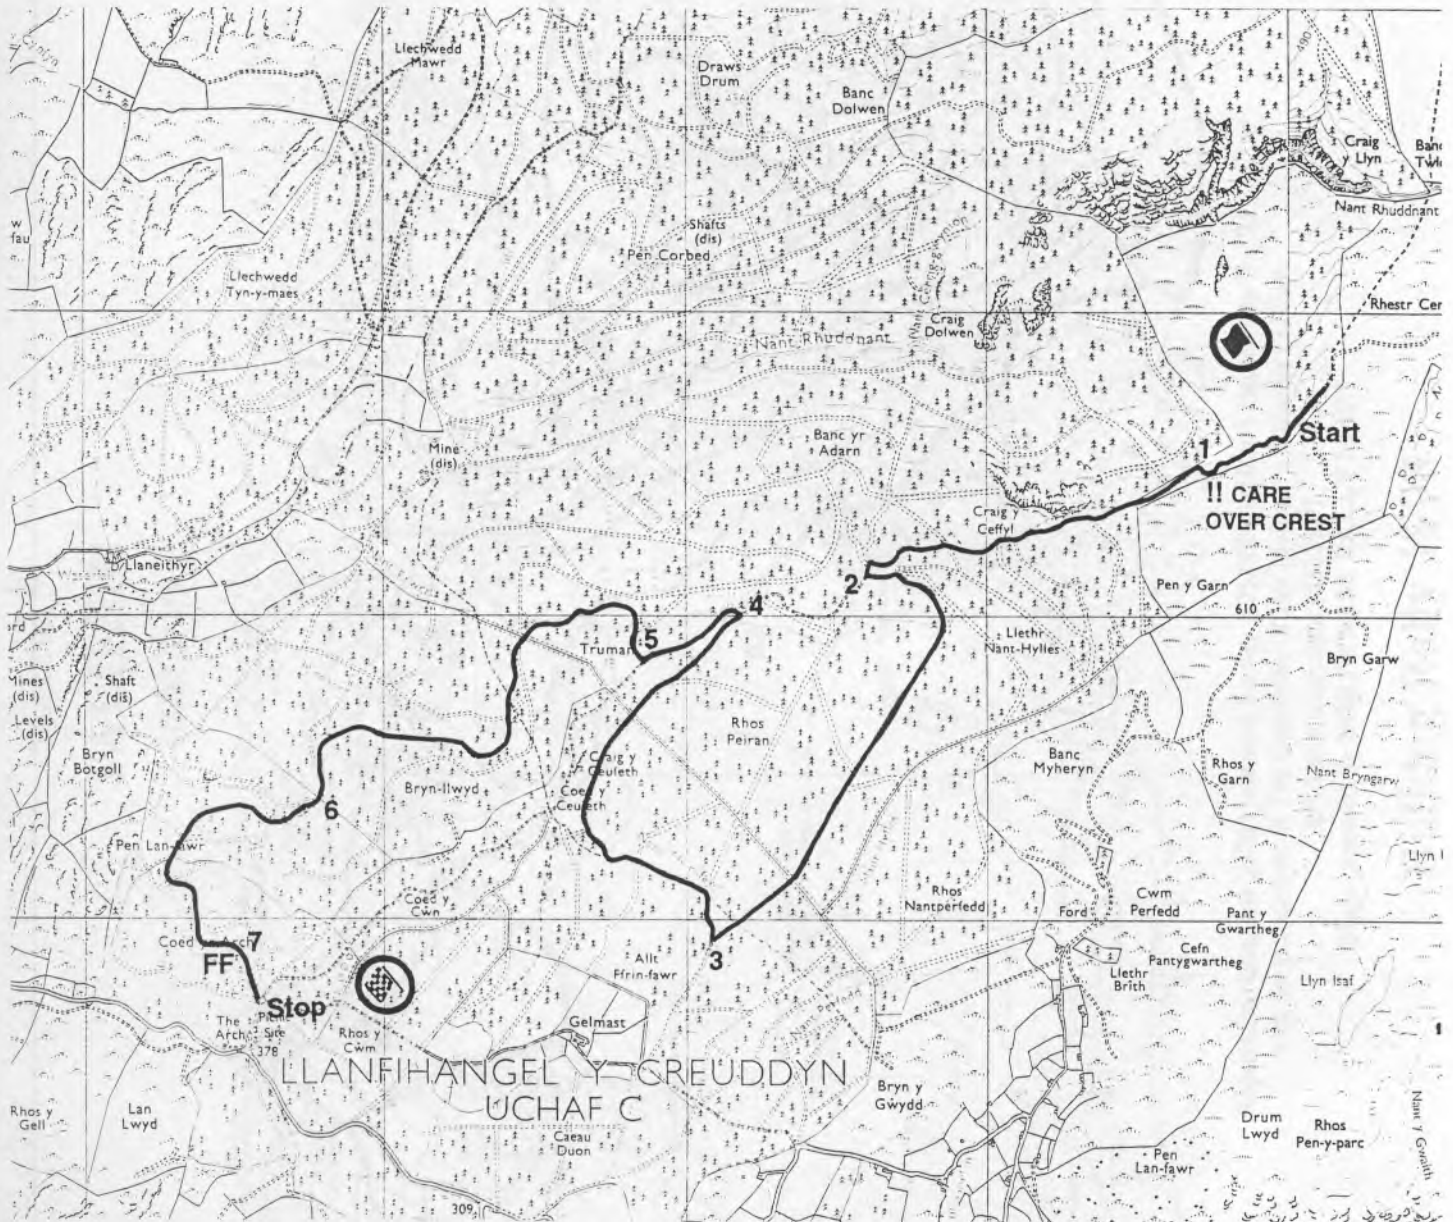 Llechwedd
Mawr
Draws
Drum
Banc
Dolwen
490
537
Craig
y Llyn
Nant Rhuddnant
Shafts
(dis)
Pen Corbed
Llechwedd
Tyn-y-maes
Craig
Dolwen
Nant Rhuddnant
Mine
(dis)
Banc yr
Adarn
1
Start
!! CARE
OVER CREST
Craig y
Ceffyl
Llaneithyr
2
Pen y Garn
610
4
5
Truman
Llethr
Nant-Hylles
Bryn Garw
Mines
(dis)
Shaft
(dis)
Levels
(dis)
Bryn
Botgoll
Rhos
Peiran
Craig y
Ceuleth
Coed y
Ceuleth
Bryn-llwyd
Banc
Myheryn
Rhos y
Garn
Nant Bryngarw
6
Pen Lan-fawr
Coed y
Cwn
Rhos
Nantperfedd
Ford
Cwm
Perfedd
Pant y
Gwartheg
Cefn
Pantygwartheg
Llethr
Brith
7
FF
3
Allt
Ffrin-fawr
Llyn Isaf
Stop
The
Arch
Picnic
Site
378
Rhos y
Cwm
Gelmast
LLANFIHANGEL Y CREUDDYN
UCHAF C
Rhos y
Gell
Lan
Lwyd
Caeau
Duon
Bryn y
Gwydd
Drum
Lwyd
Rhos
Pen-y-parc
Nant y Gwaith
Pen
Lan-fawr
309